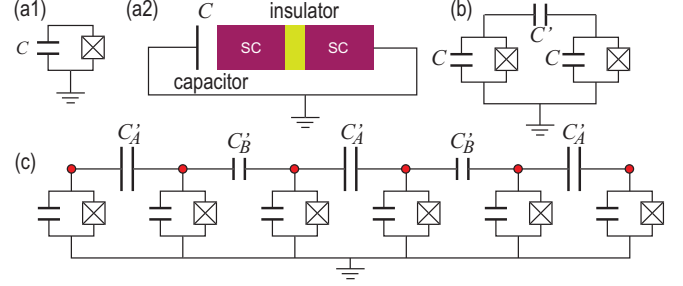 (a1)
C
(a2)
C
insulator
SC
SC
capacitor
(b)
C'
C
C
(c)
C'A
C'B
C'A
C'B
C'A